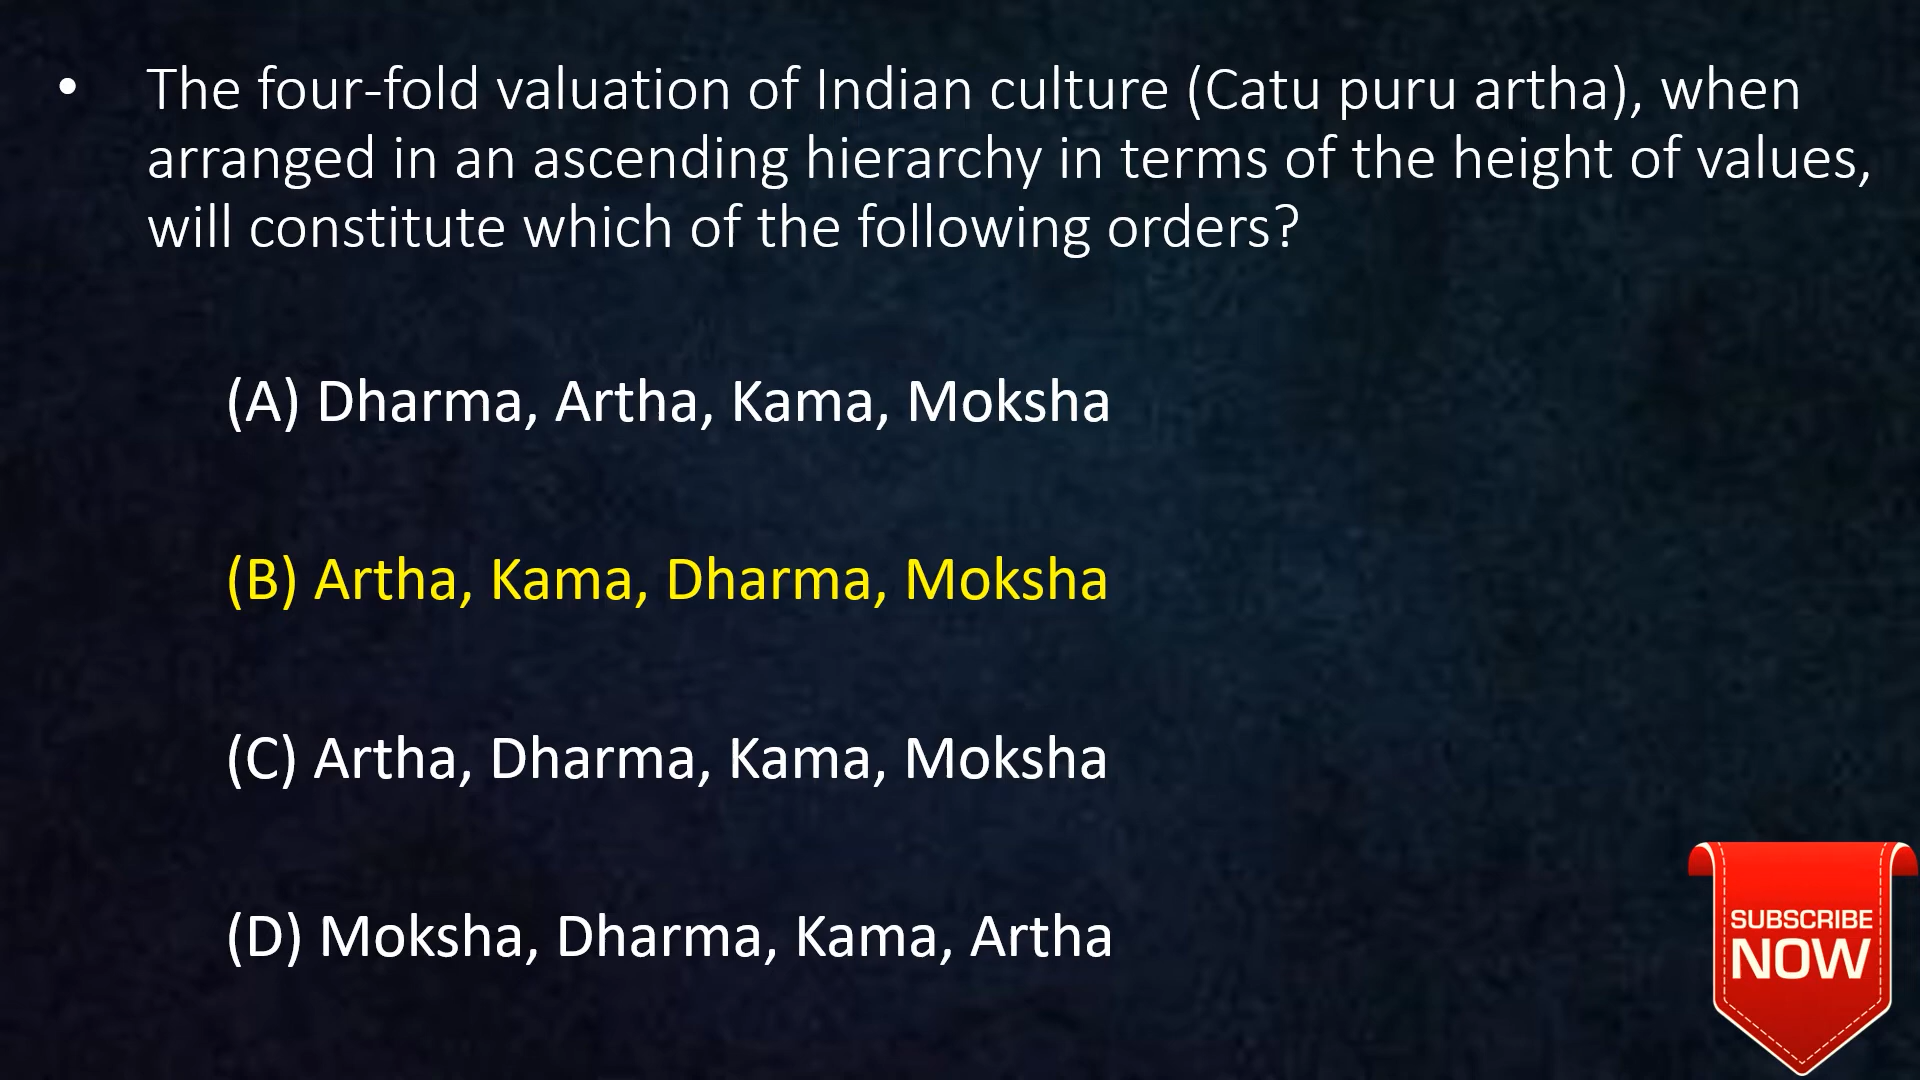 • The four-fold valuation of Indian culture (Catu puru artha), when
arranged in an ascending hierarchy in terms of the height of values,
will constitute which of the following orders?
(A) Dharma, Artha, Kama, Moksha
(B) Artha, Kama, Dharma, Moksha
(C) Artha, Dharma, Kama, Moksha
(D) Moksha, Dharma, Kama, Artha
SUBSCRIBE
NOW